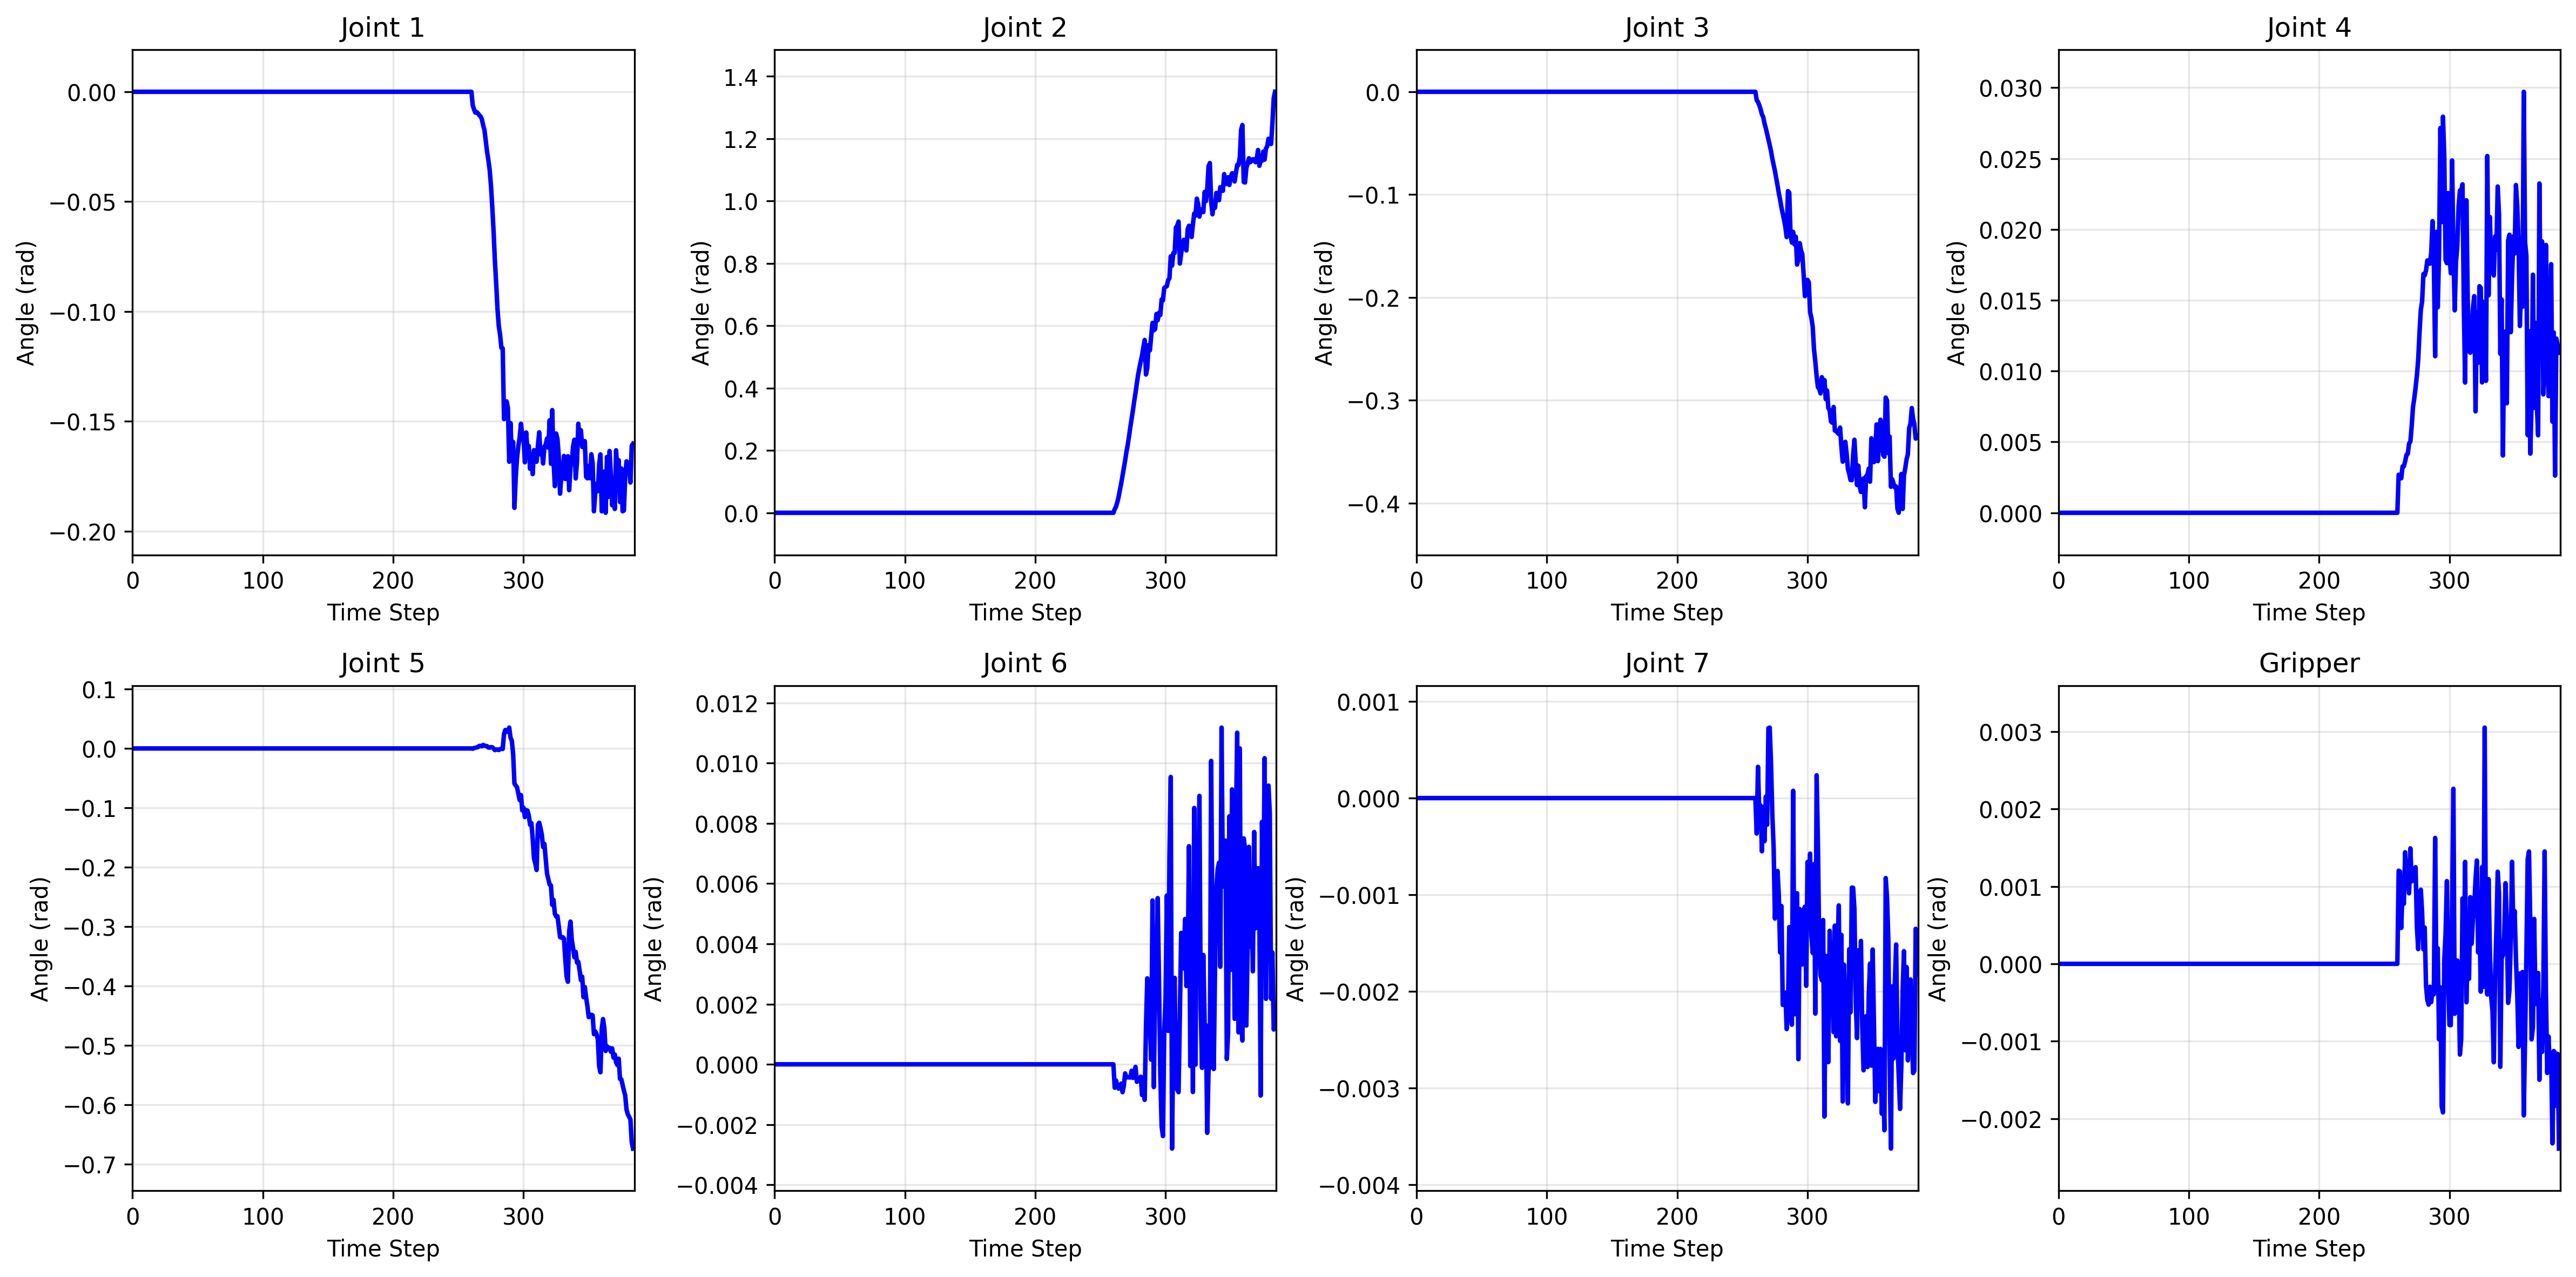 Joint 1
0.00
−0.05
−0.10
−0.15
−0.20
Angle (rad)
0 100 200 300
Time Step
Joint 2
1.4
1.2
1.0
0.8
0.6
0.4
0.2
0.0
Angle (rad)
0 100 200 300
Time Step
Joint 3
0.0
−0.1
−0.2
−0.3
−0.4
Angle (rad)
0 100 200 300
Time Step
Joint 4
0.030
0.025
0.020
0.015
0.010
0.005
0.000
Angle (rad)
0 100 200 300
Time Step
Joint 5
0.1
0.0
−0.1
−0.2
−0.3
−0.4
−0.5
−0.6
−0.7
Angle (rad)
0 100 200 300
Time Step
Joint 6
0.012
0.010
0.008
0.006
0.004
0.002
0.000
−0.002
−0.004
Angle (rad)
0 100 200 300
Time Step
Joint 7
0.001
0.000
−0.001
−0.002
−0.003
−0.004
Angle (rad)
0 100 200 300
Time Step
Gripper
0.003
0.002
0.001
0.000
−0.001
−0.002
Angle (rad)
0 100 200 300
Time Step